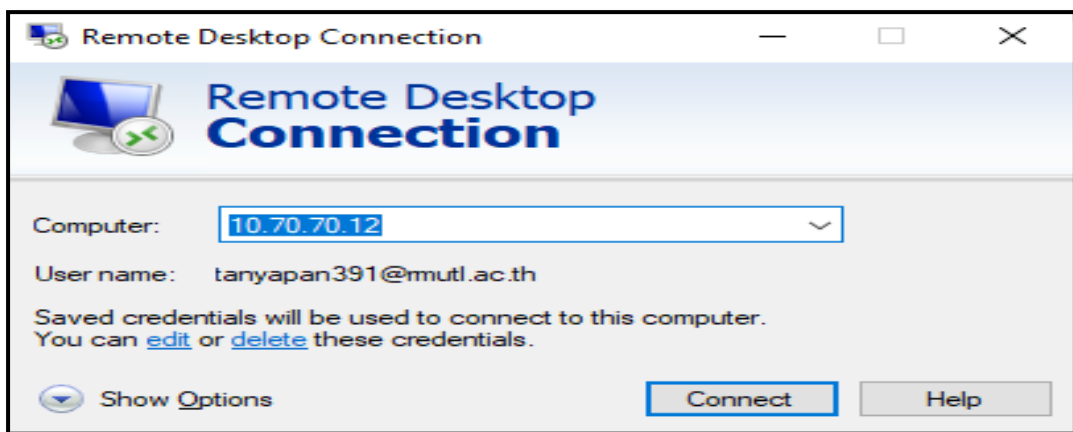 Remote Desktop Connection
Remote Desktop
Connection
Computer: 10.70.70.12
User name: tanyapan391@rmutl.ac.th
Saved credentials will be used to connect to this computer.
You can edit or delete these credentials.
Show Options Connect Help